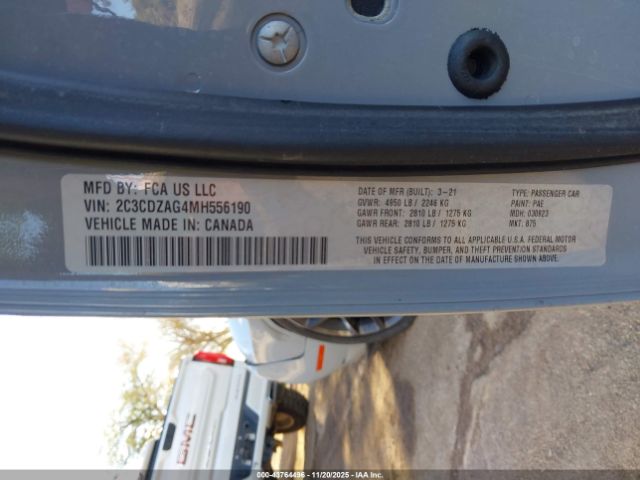 MFD BY: FCA US LLC
VIN: 2C3CDZAG4MH556190
VEHICLE MADE IN: CANADA
DATE OF MFR (BUILT): 3-21
GVWR: 4950 LB / 2246 KG
GAWR FRONT: 2810 LB / 1275 KG
GAWR REAR: 2810 LB / 1275 KG
TYPE: PASSENGER CAR
PAINT: PAE
MDH: 030823
MKT: 875
THIS VEHICLE CONFORMS TO ALL APPLICABLE U.S.A. FEDERAL MOTOR
VEHICLE SAFETY, BUMPER, AND THEFT PREVENTION STANDARDS
IN EFFECT ON THE DATE OF MANUFACTURE SHOWN ABOVE.
GMC
000-43764496 - 11/20/2025 - IAAI.COM